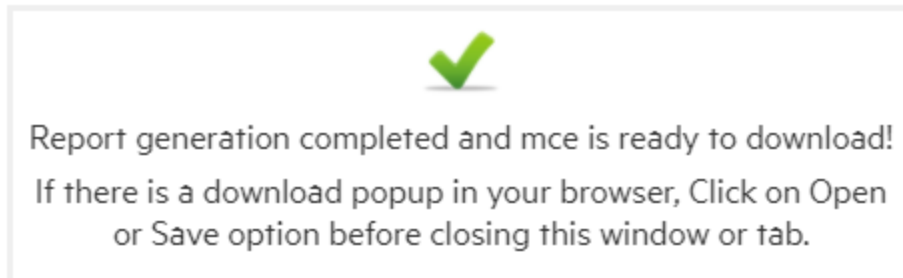 Report generation completed and mce is ready to download!
If there is a download popup in your browser, Click on Open
or Save option before closing this window or tab.